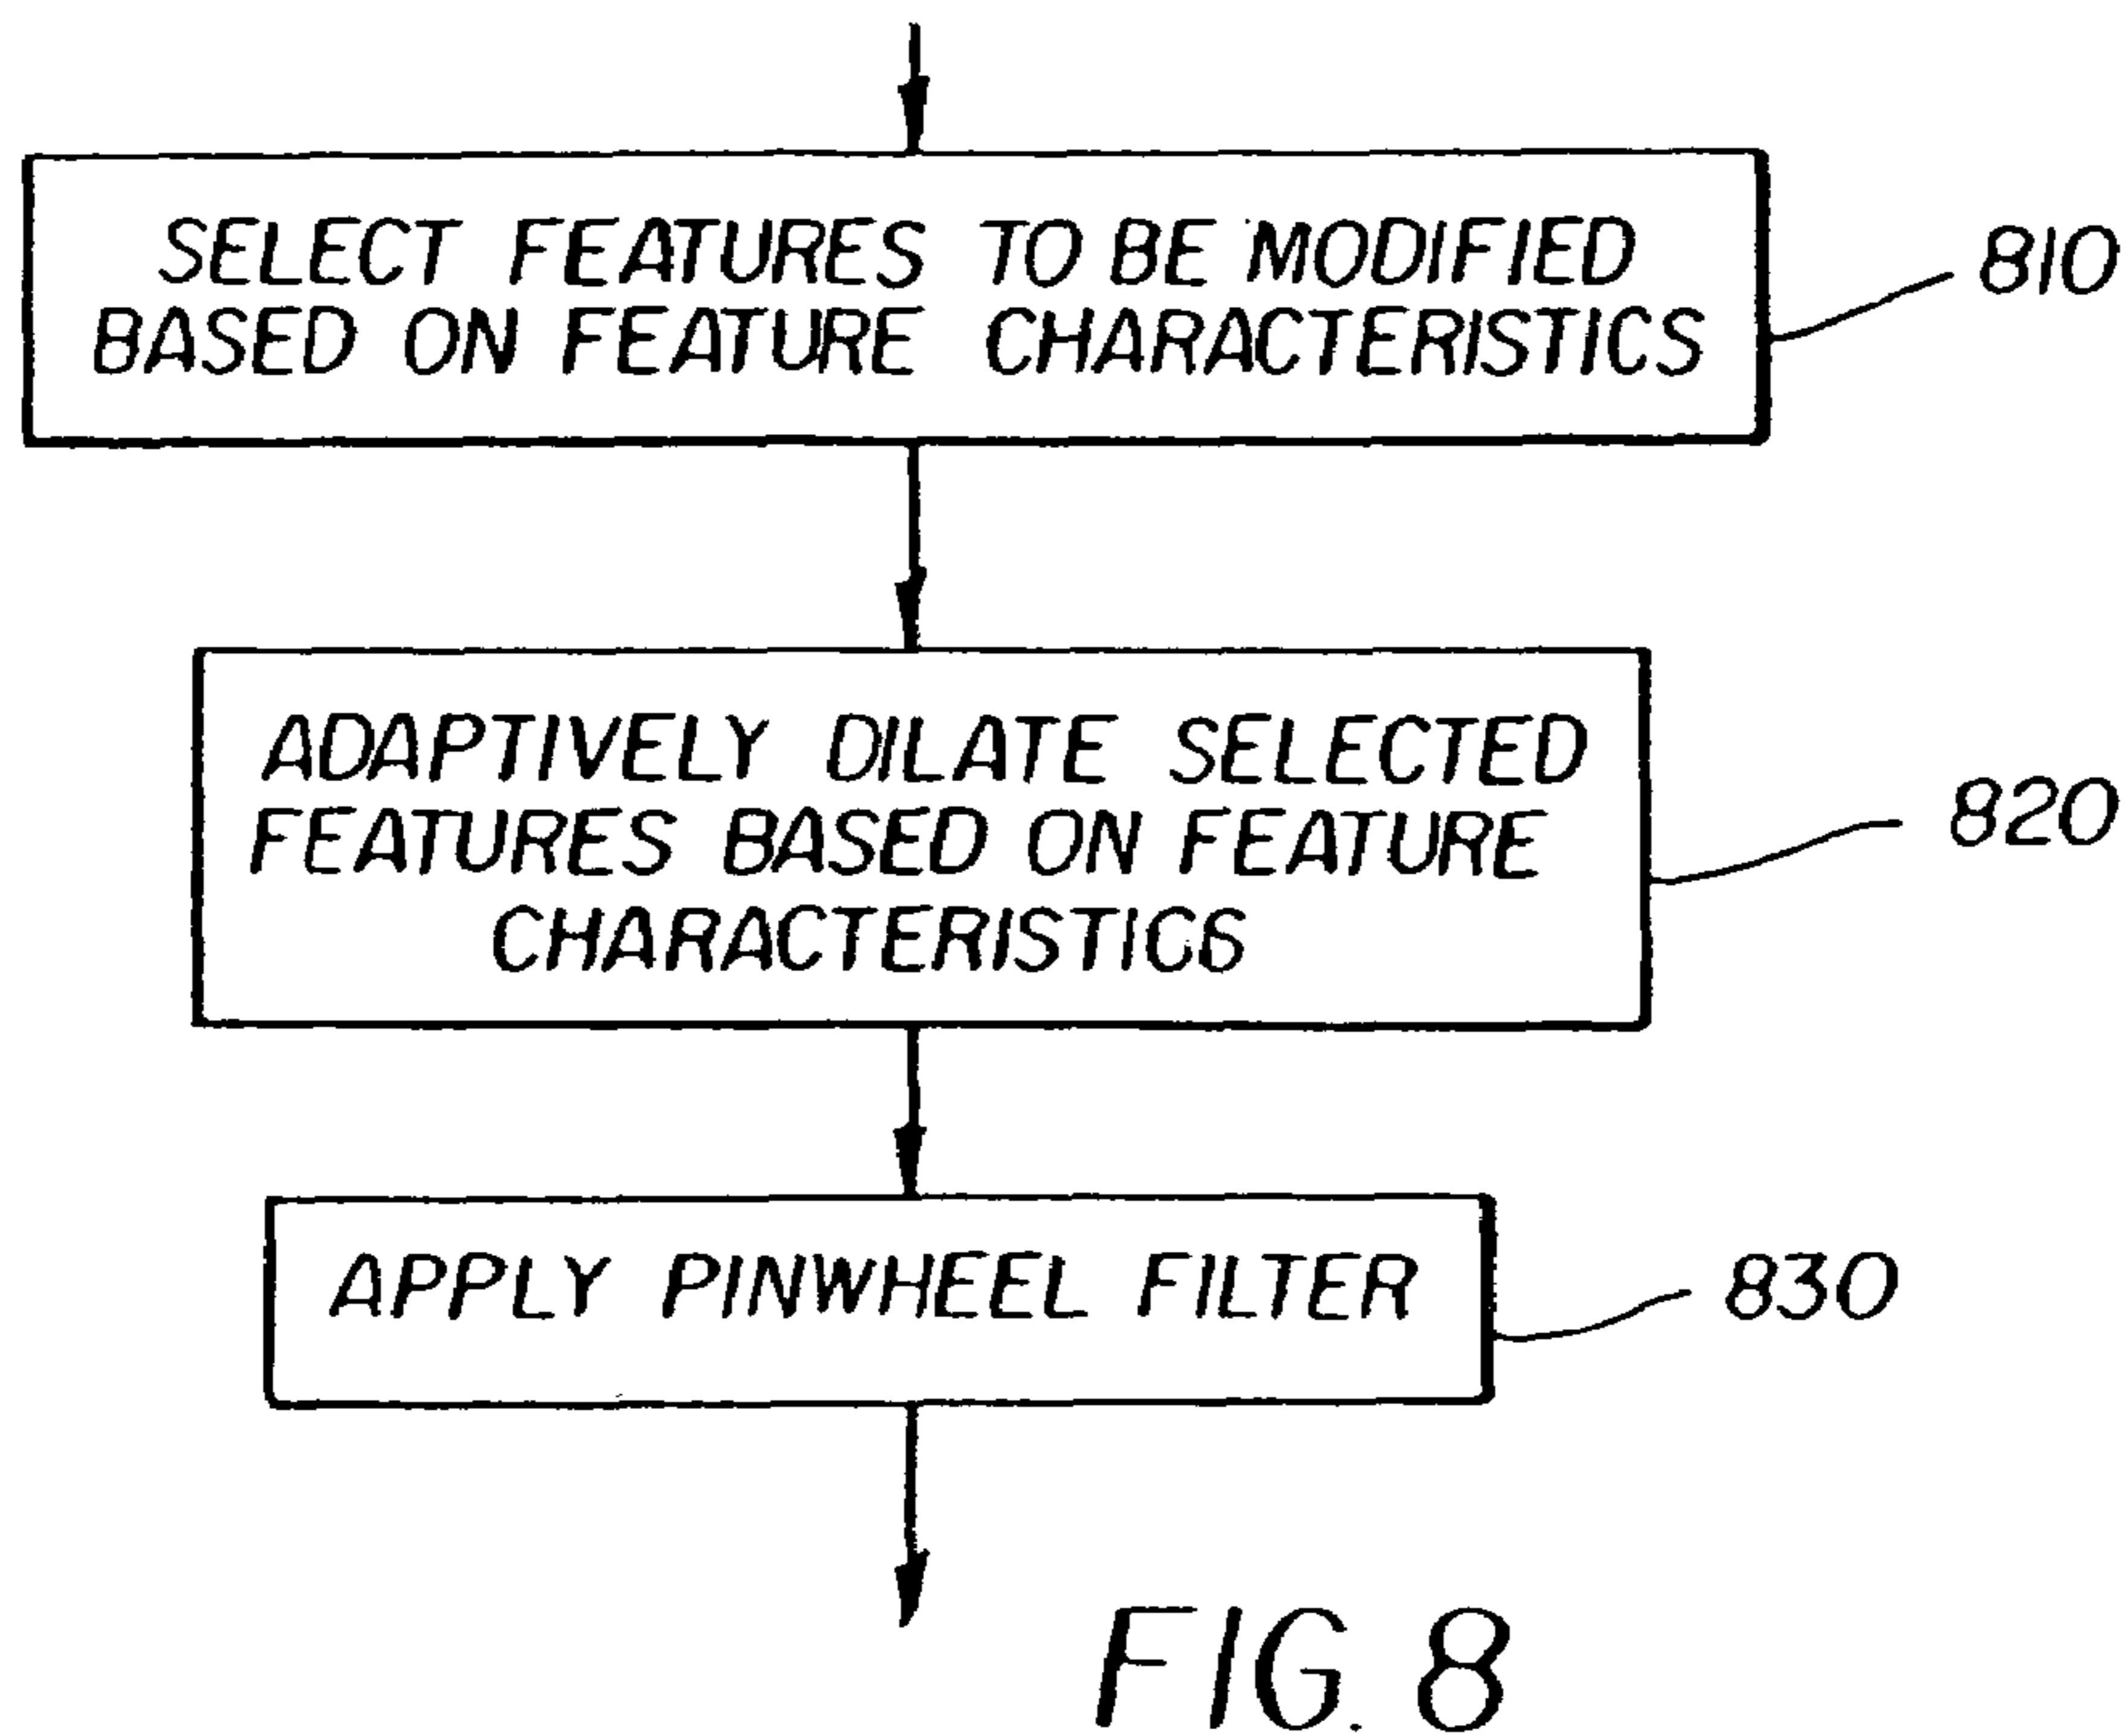 SELECT FEATURES TO BE MODIFIED
BASED ON FEATURE CHARACTERISTICS
810
ADAPTIVELY DILATE SELECTED
FEATURES BASED ON FEATURE
CHARACTERISTICS
820
APPLY PINWHEEL FILTER
830
FIG. 8